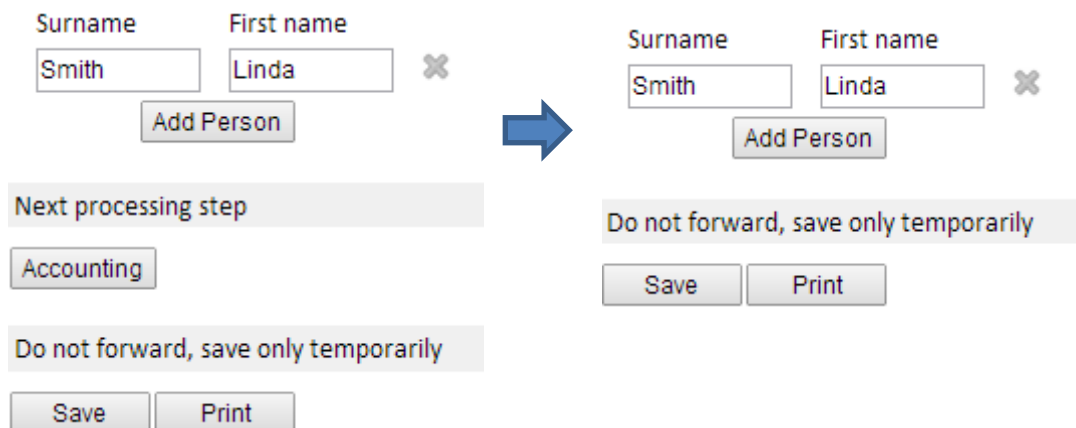 Surname First name
Smith Linda
Add Person
Next processing step
Accounting
Do not forward, save only temporarily
Save Print
Surname First name
Smith Linda
Add Person
Do not forward, save only temporarily
Save Print